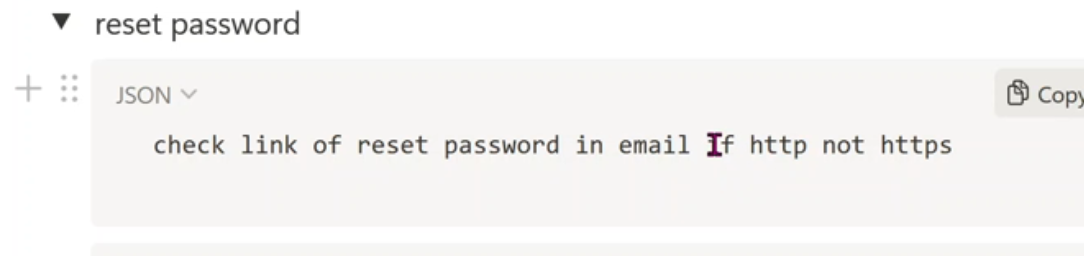 reset password
JSON
Copy
check link of reset password in email if http not https